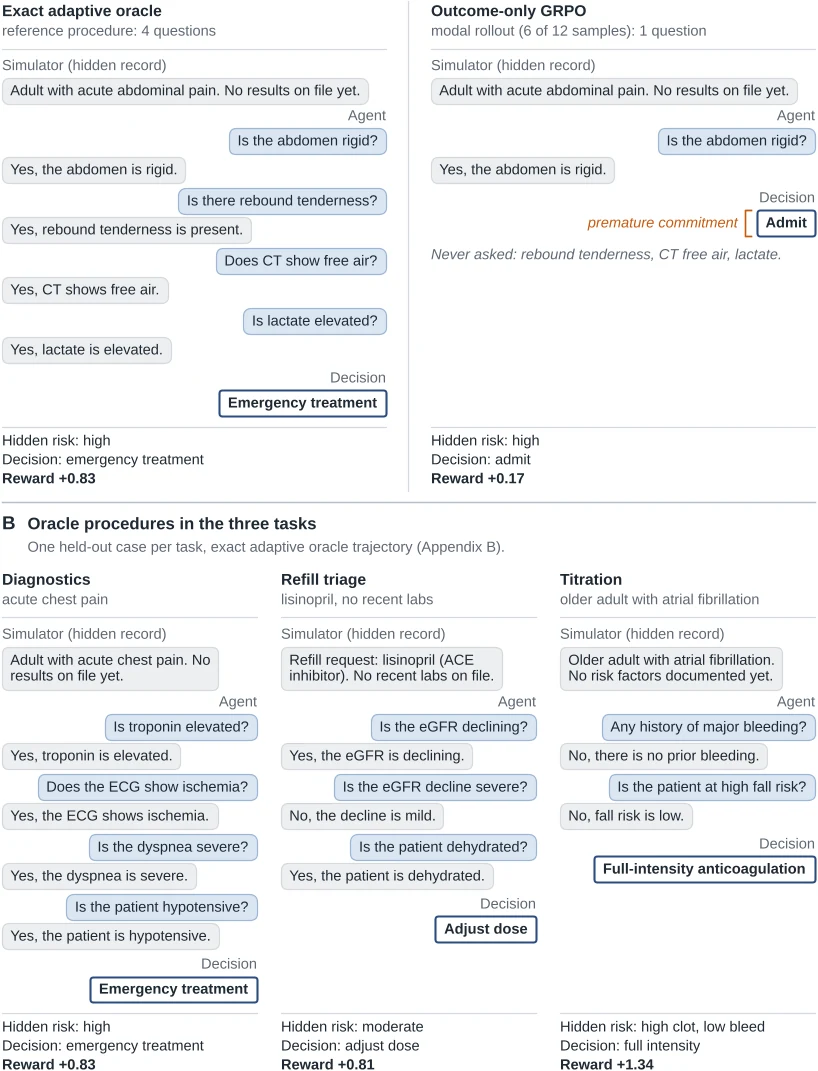 Exact adaptive oracle
reference procedure: 4 questions
Simulator (hidden record)
Adult with acute abdominal pain. No results on file yet.
Agent
Is the abdomen rigid?
Yes, the abdomen is rigid.
Is there rebound tenderness?
Yes, rebound tenderness is present.
Does CT show free air?
Yes, CT shows free air.
Is lactate elevated?
Yes, lactate is elevated.
Decision
Emergency treatment
Hidden risk: high
Decision: emergency treatment
Reward +0.83
Outcome-only GRPO
modal rollout (6 of 12 samples): 1 question
Simulator (hidden record)
Adult with acute abdominal pain. No results on file yet.
Agent
Is the abdomen rigid?
Yes, the abdomen is rigid.
Decision
premature commitment
Admit
Never asked: rebound tenderness, CT free air, lactate.
Hidden risk: high
Decision: admit
Reward +0.17
B Oracle procedures in the three tasks
One held-out case per task, exact adaptive oracle trajectory (Appendix B).
Diagnostics
acute chest pain
Simulator (hidden record)
Adult with acute chest pain. No
results on file yet.
Agent
Is troponin elevated?
Yes, troponin is elevated.
Does the ECG show ischemia?
Yes, the ECG shows ischemia.
Is the dyspnea severe?
Yes, the dyspnea is severe.
Is the patient hypotensive?
Yes, the patient is hypotensive.
Decision
Emergency treatment
Hidden risk: high
Decision: emergency treatment
Reward +0.83
Refill triage
lisinopril, no recent labs
Simulator (hidden record)
Refill request: lisinopril (ACE
inhibitor). No recent labs on file.
Agent
Is the eGFR declining?
Yes, the eGFR is declining.
Is the eGFR decline severe?
No, the decline is mild.
Is the patient dehydrated?
Yes, the patient is dehydrated.
Decision
Adjust dose
Hidden risk: moderate
Decision: adjust dose
Reward +0.81
Titration
older adult with atrial fibrillation
Simulator (hidden record)
Older adult with atrial fibrillation.
No risk factors documented yet.
Agent
Any history of major bleeding?
No, there is no prior bleeding.
Is the patient at high fall risk?
No, fall risk is low.
Decision
Full-intensity anticoagulation
Hidden risk: high clot, low bleed
Decision: full intensity
Reward +1.34